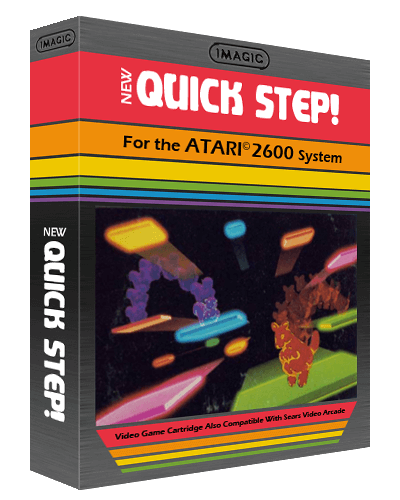 IMAGIC
IMAGIC
NEW
QUICK STEP!
For the ATARI© 2600 System
NEW
QUICK STEP!
Video Game Cartridge Also Compatible With Sears Video Arcade